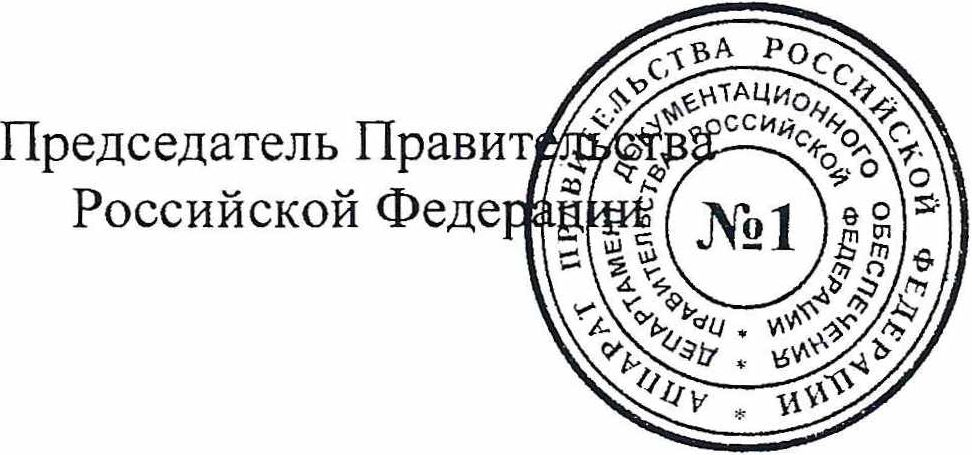 Председатель Правительства
Российской Федерации
АППАРАТ ПРАВИТЕЛЬСТВА РОССИЙСКОЙ ФЕДЕРАЦИИ *
ДЕПАРТАМЕНТ ДОКУМЕНТАЦИОННОГО ОБЕСПЕЧЕНИЯ *
ПРАВИТЕЛЬСТВА РОССИЙСКОЙ ФЕДЕРАЦИИ *
№1